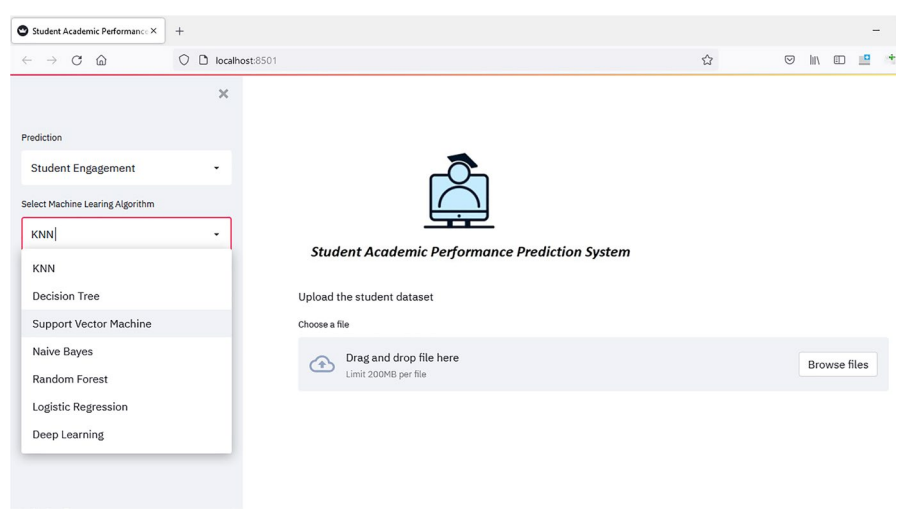 Student Academic Performance
localhost:8501
Prediction
Student Engagement
Select Machine Learing Algorithm
KNN
KNN
Decision Tree
Support Vector Machine
Naive Bayes
Random Forest
Logistic Regression
Deep Learning
Student Academic Performance Prediction System
Upload the student dataset
Choose a file
Drag and drop file here
Limit 200MB per file
Browse files